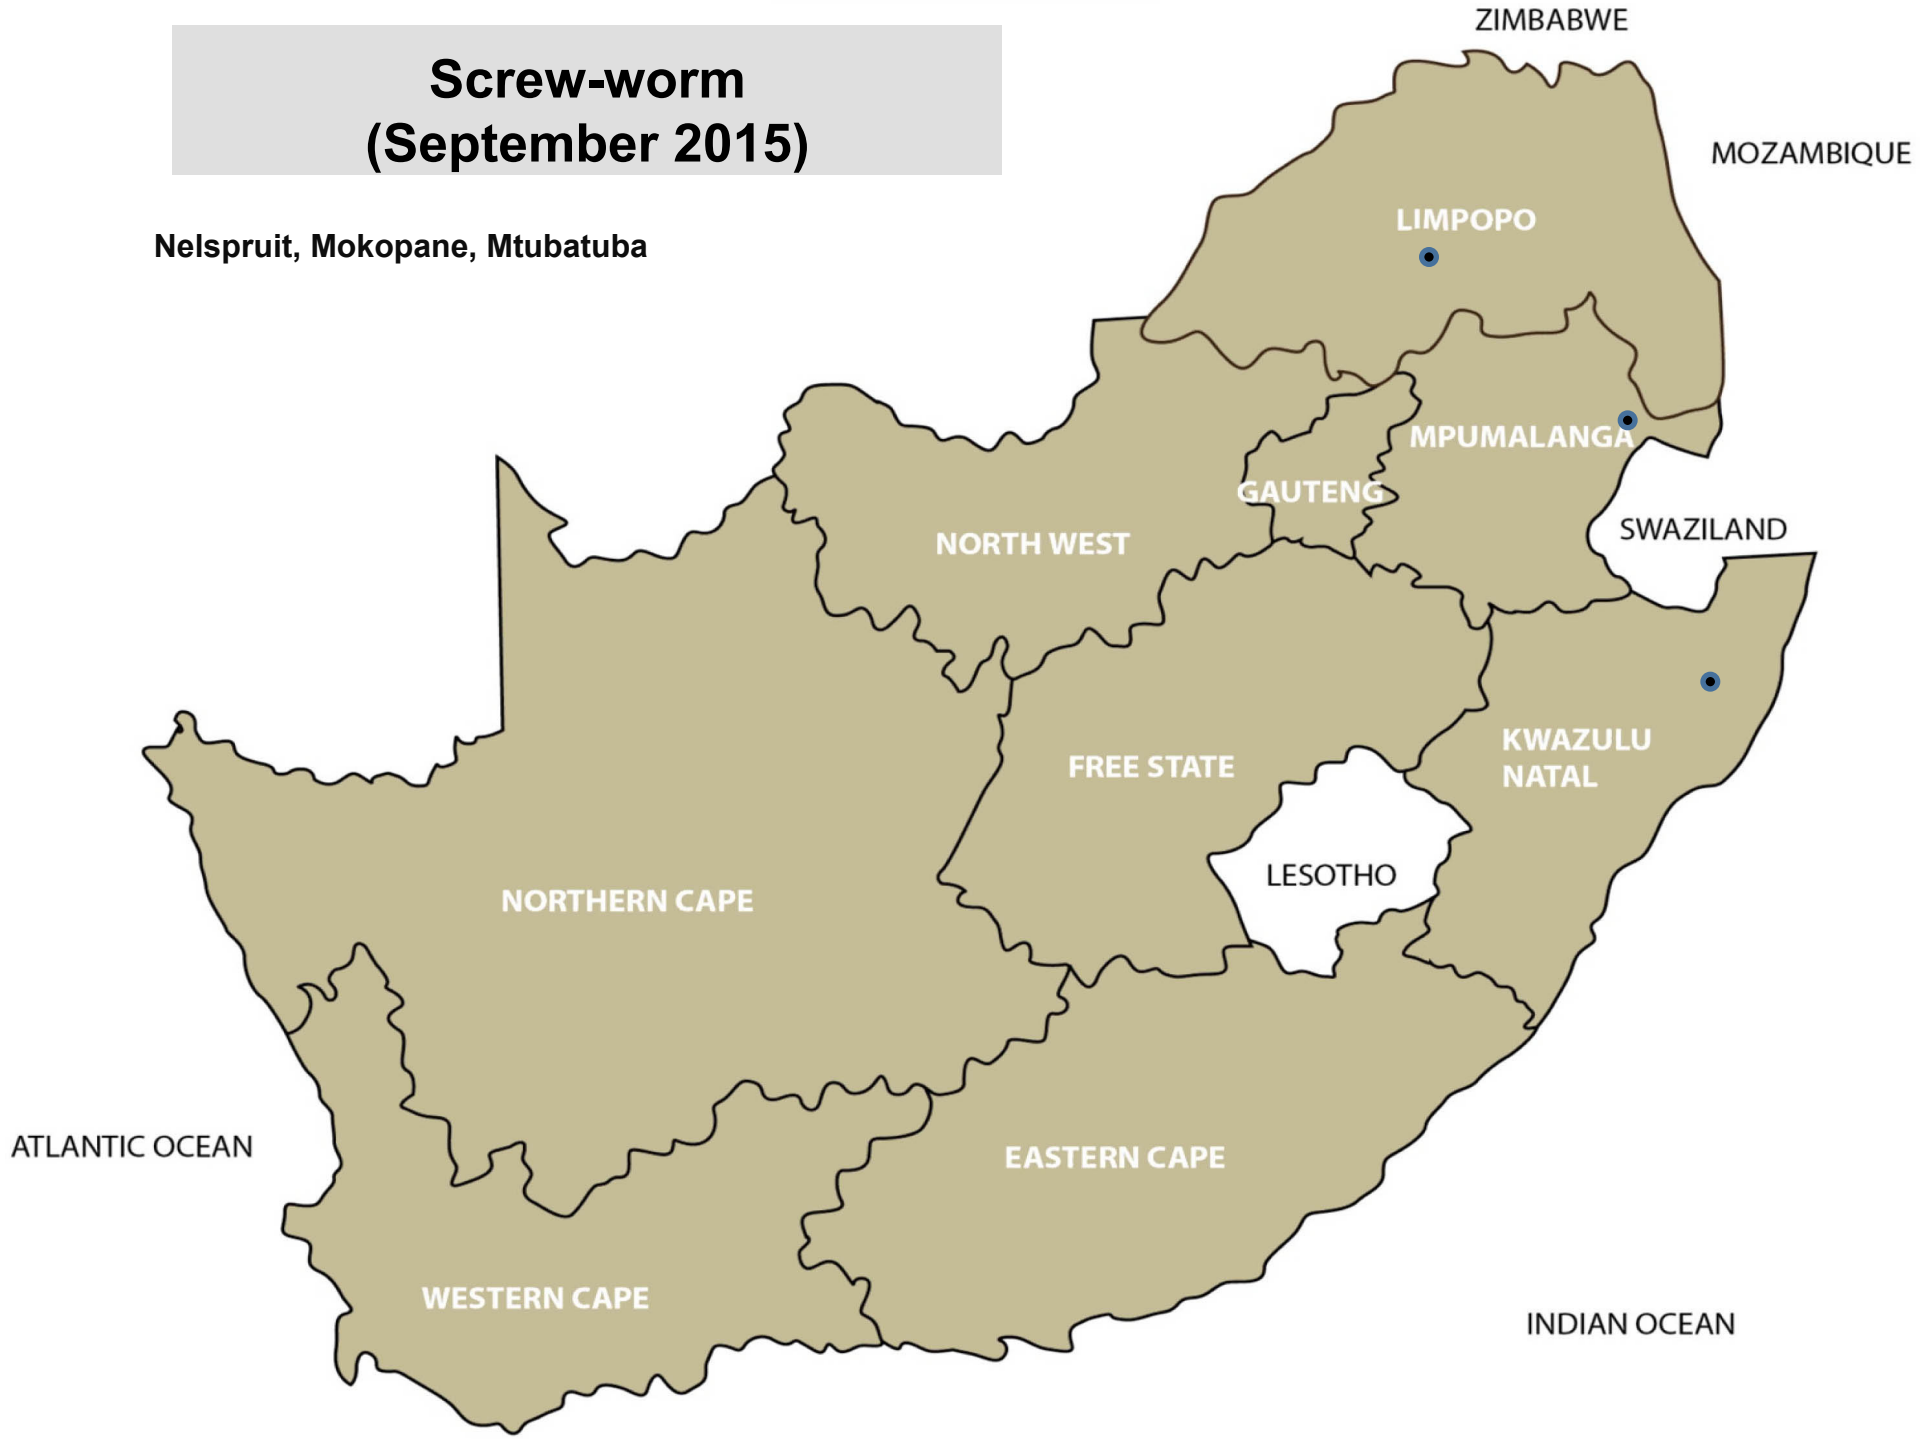 ZIMBABWE
Screw-worm
(September 2015)
MOZAMBIQUE
LIMPOPO
Nelspruit, Mokopane, Mtubatuba
MPUMALANGA
GAUTENG
SWAZILAND
NORTH WEST
KWAZULU
NATAL
FREE STATE
LESOTHO
NORTHERN CAPE
ATLANTIC OCEAN
EASTERN CAPE
WESTERN CAPE
INDIAN OCEAN